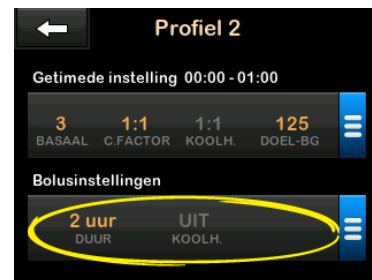 Profiel 2
Getimede instelling 00:00 - 01:00
3 1:1 1:1 125
BASAAL C.FACTOR KOOLH. DOEL-BG
Bolusinstellingen
2 uur UIT
DUUR KOOLH.